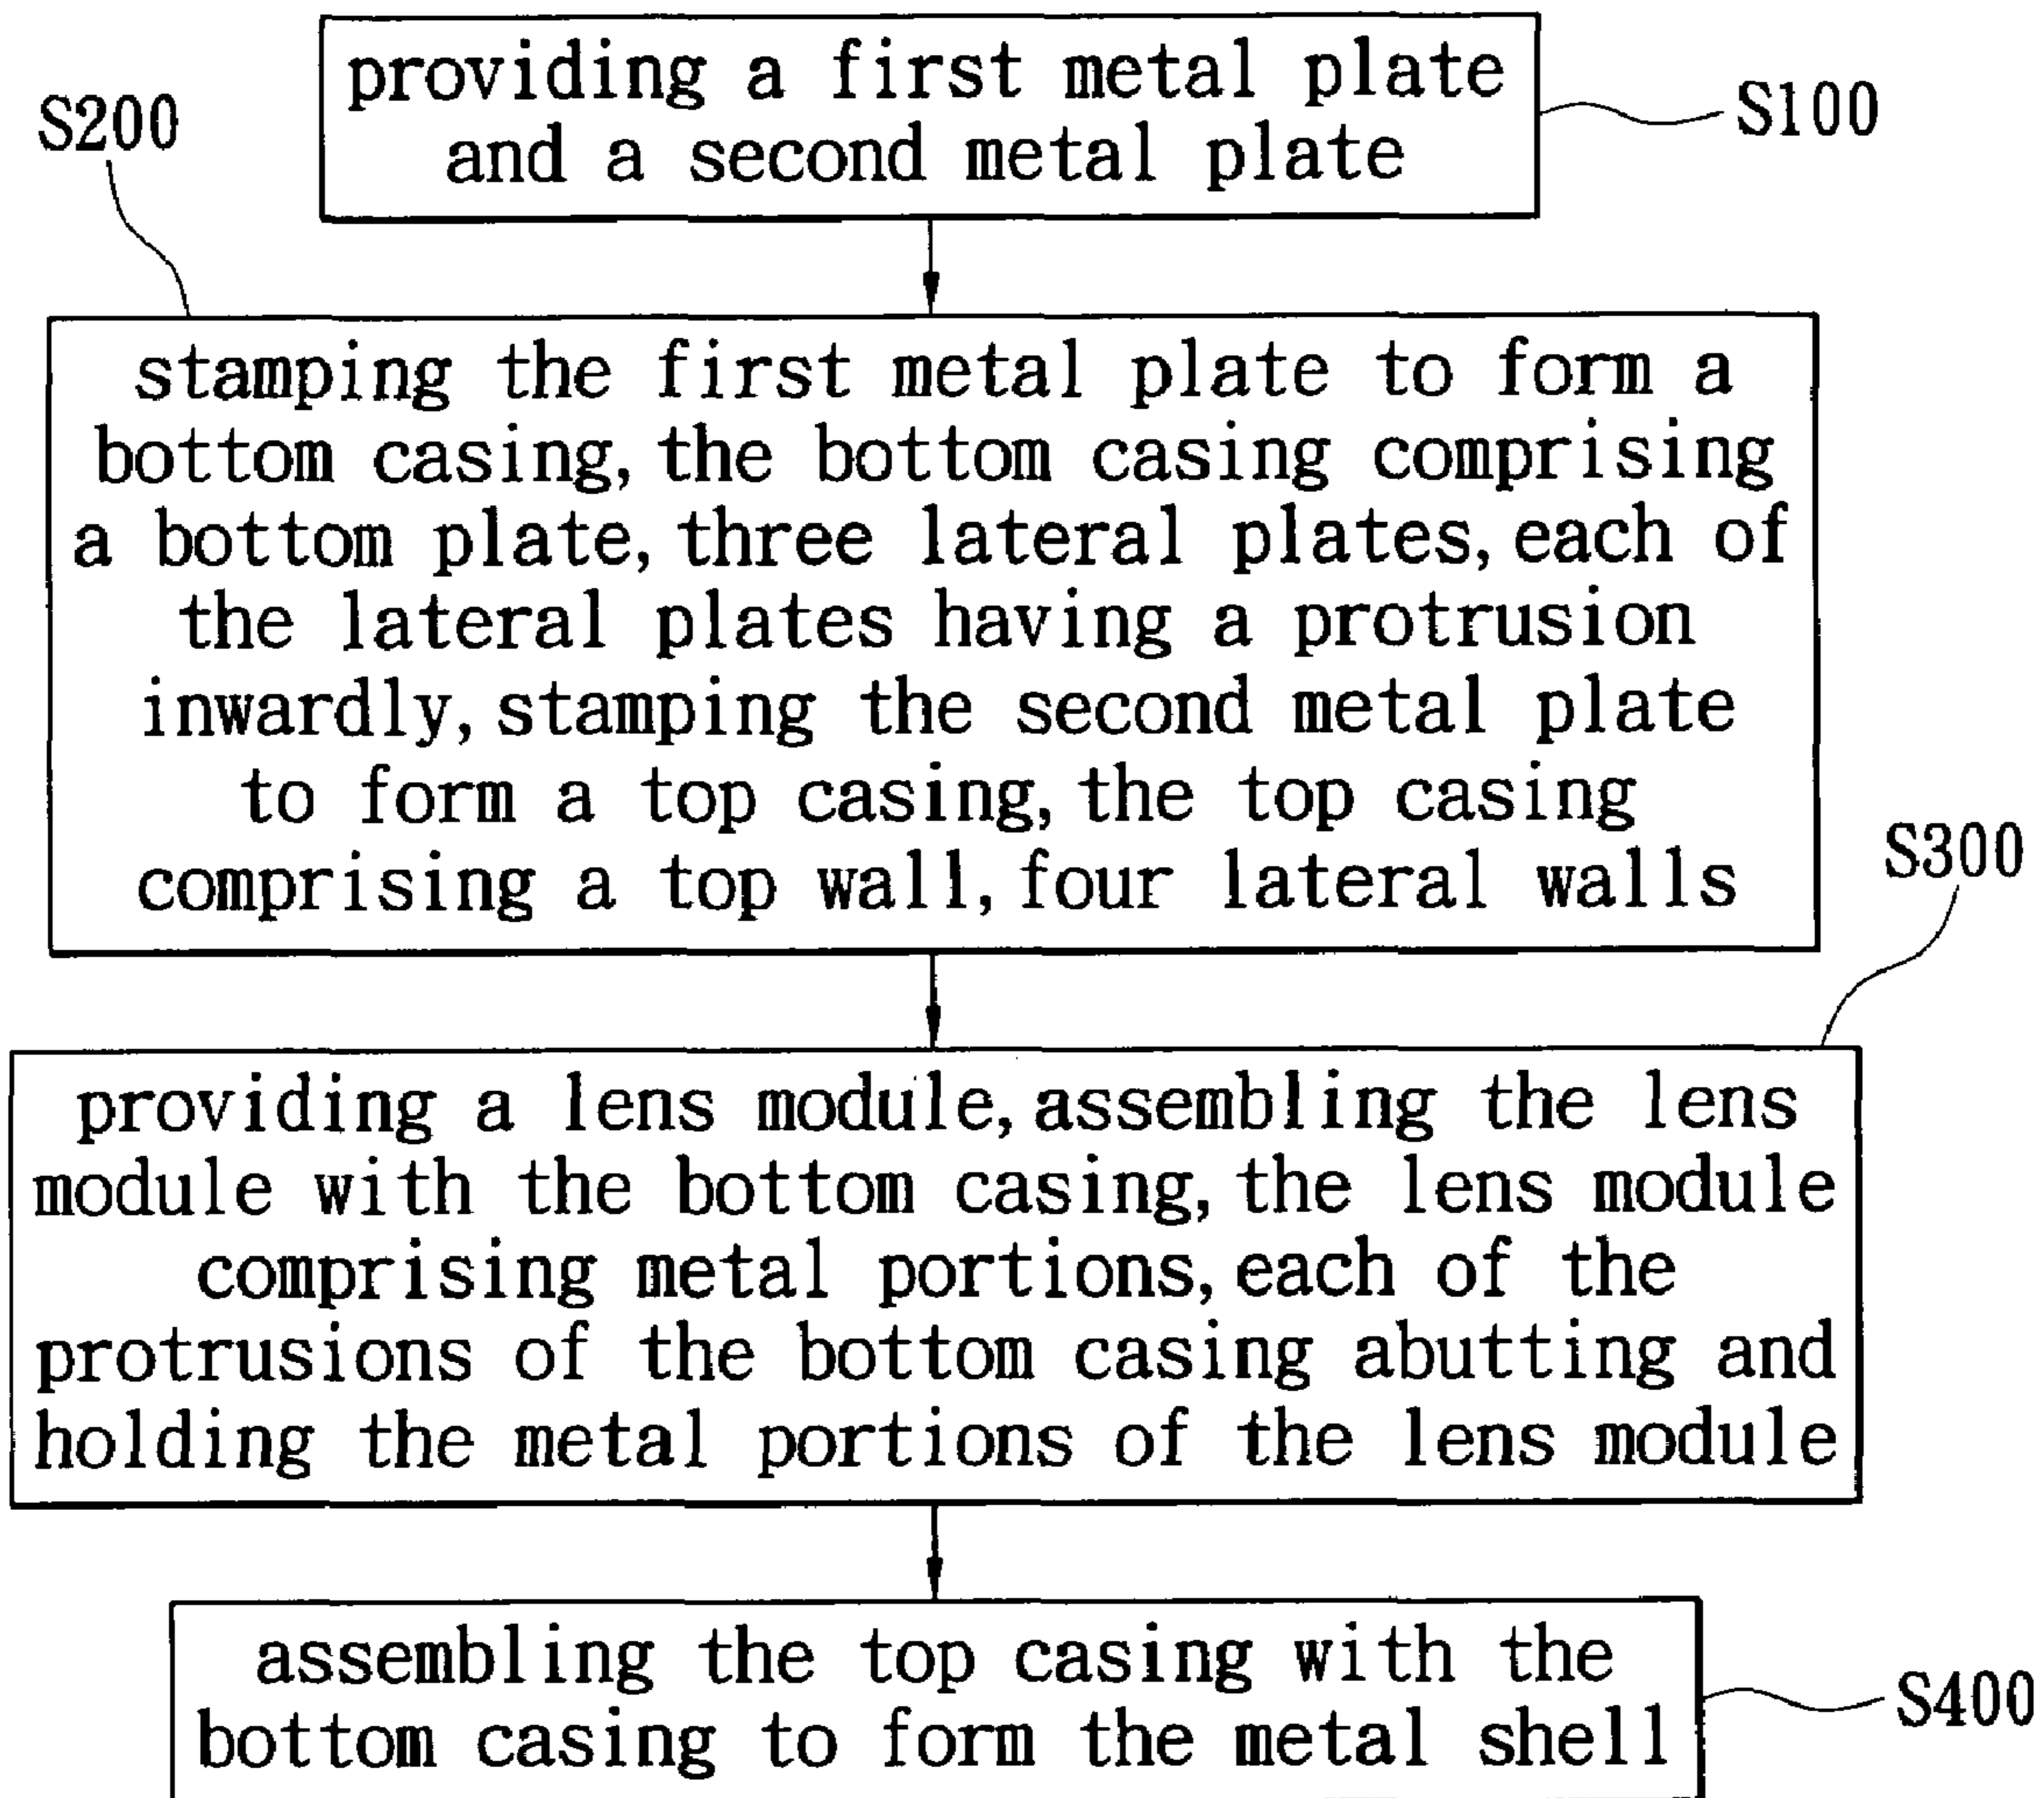 providing a first metal plate
and a second metal plate
S100
S200
stamping the first metal plate to form a
bottom casing, the bottom casing comprising
a bottom plate, three lateral plates, each of
the lateral plates having a protrusion
inwardly, stamping the second metal plate
to form a top casing, the top casing
comprising a top wall, four lateral walls
S300
providing a lens module, assembling the lens
module with the bottom casing, the lens module
comprising metal portions, each of the
protrusions of the bottom casing abutting and
holding the metal portions of the lens module
assembling the top casing with the
bottom casing to form the metal shell
S400